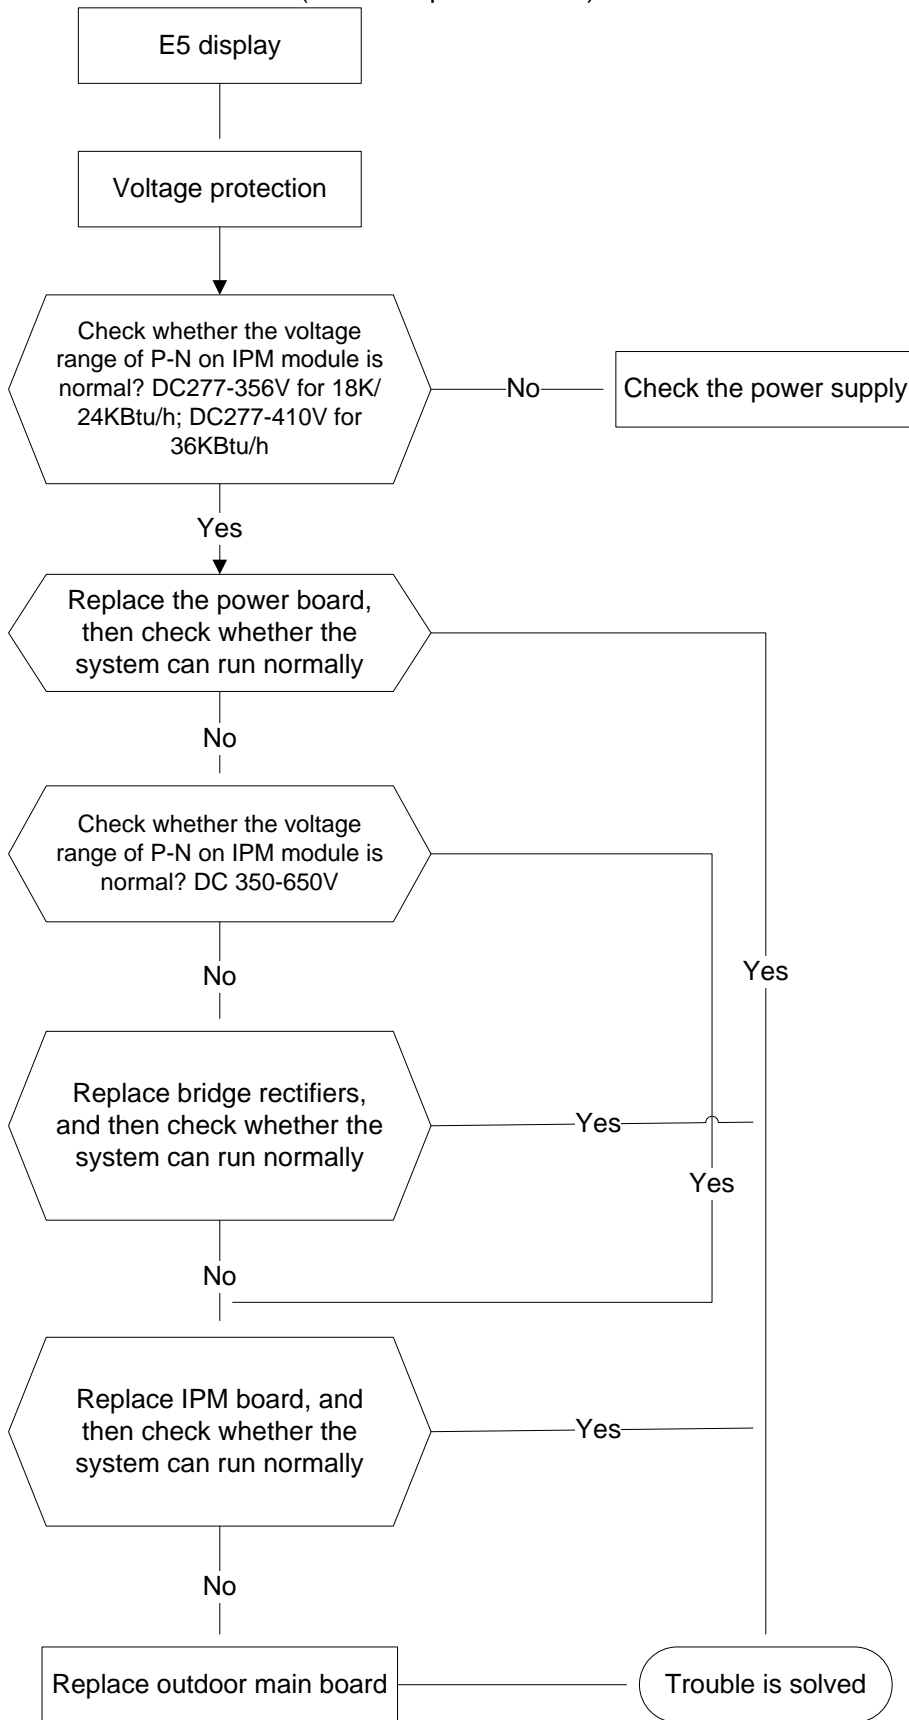 E5 display
Voltage protection
Check whether the voltage
range of P-N on IPM module is
normal? DC277-356V for 18K/
24KBtu/h; DC277-410V for
36KBtu/h
No
Check the power supply
Yes
Replace the power board,
then check whether the
system can run normally
No
Check whether the voltage
range of P-N on IPM module is
normal? DC 350-650V
Yes
No
Replace bridge rectifiers,
and then check whether the
system can run normally
Yes
Yes
No
Replace IPM board, and
then check whether the
system can run normally
Yes
No
Replace outdoor main board
Trouble is solved